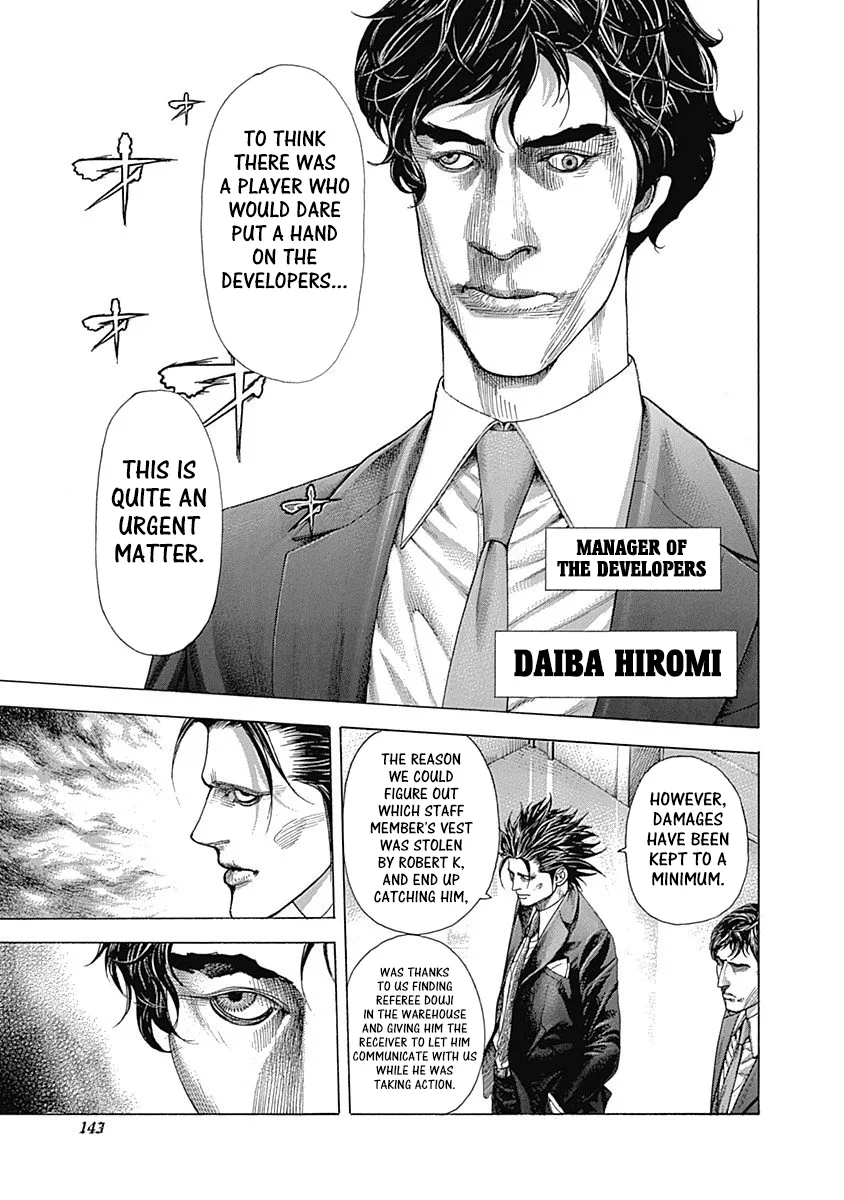 TO THINK
THERE WAS
A PLAYER WHO
WOULD DARE
PUT A HAND
ON THE
DEVELOPERS...
THIS IS
QUITE AN
URGENT
MATTER.
MANAGER OF
THE DEVELOPERS
DAIBA HIROMI
HOWEVER,
DAMAGES
HAVE BEEN
KEPT TO A
MINIMUM.
THE REASON
WE COULD
FIGURE OUT
WHICH STAFF
MEMBER'S VEST
WAS STOLEN
BY ROBERT K,
AND END UP
CATCHING HIM,
WAS THANKS
TO US FINDING
REFEREE DOUJI
IN THE WAREHOUSE
AND GIVING HIM THE
RECEIVER TO LET HIM
COMMUNICATE WITH US
WHILE HE WAS
TAKING ACTION.
143